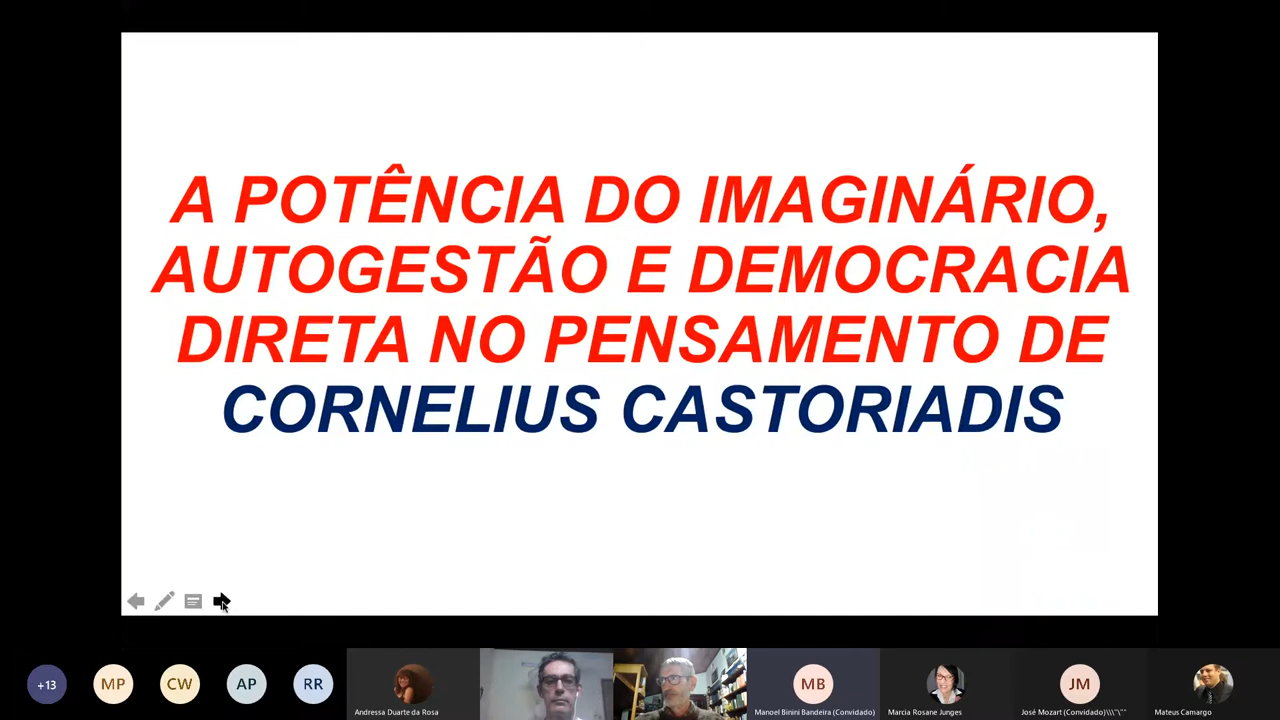 A POTÊNCIA DO IMAGINÁRIO,
AUTOGESTÃO E DEMOCRACIA
DIRETA NO PENSAMENTO DE
CORNELIUS CASTORIADIS
+13
MP
CW
AP
RR
MB
JM
Andressa Duarte da Rosa
Manoel Binini Bandeira (Convidado)
Marcia Rosane Junges
José Mozart (Convidado)\\\"\"¨
Mateus Camargo